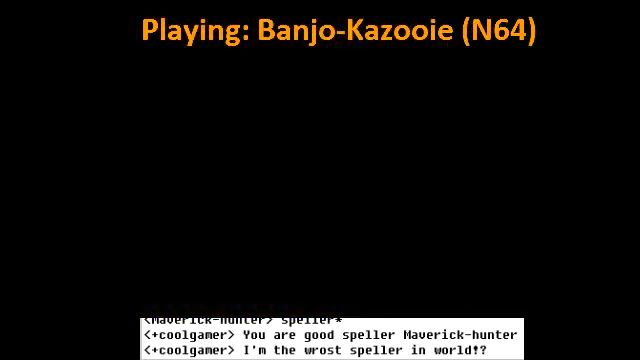 Playing: Banjo-Kazooie (N64)
<Maverick-hunter> speller*
<+coolgamer> You are good speller Maverick-hunter
<+coolgamer> I'm the wrost speller in world!?